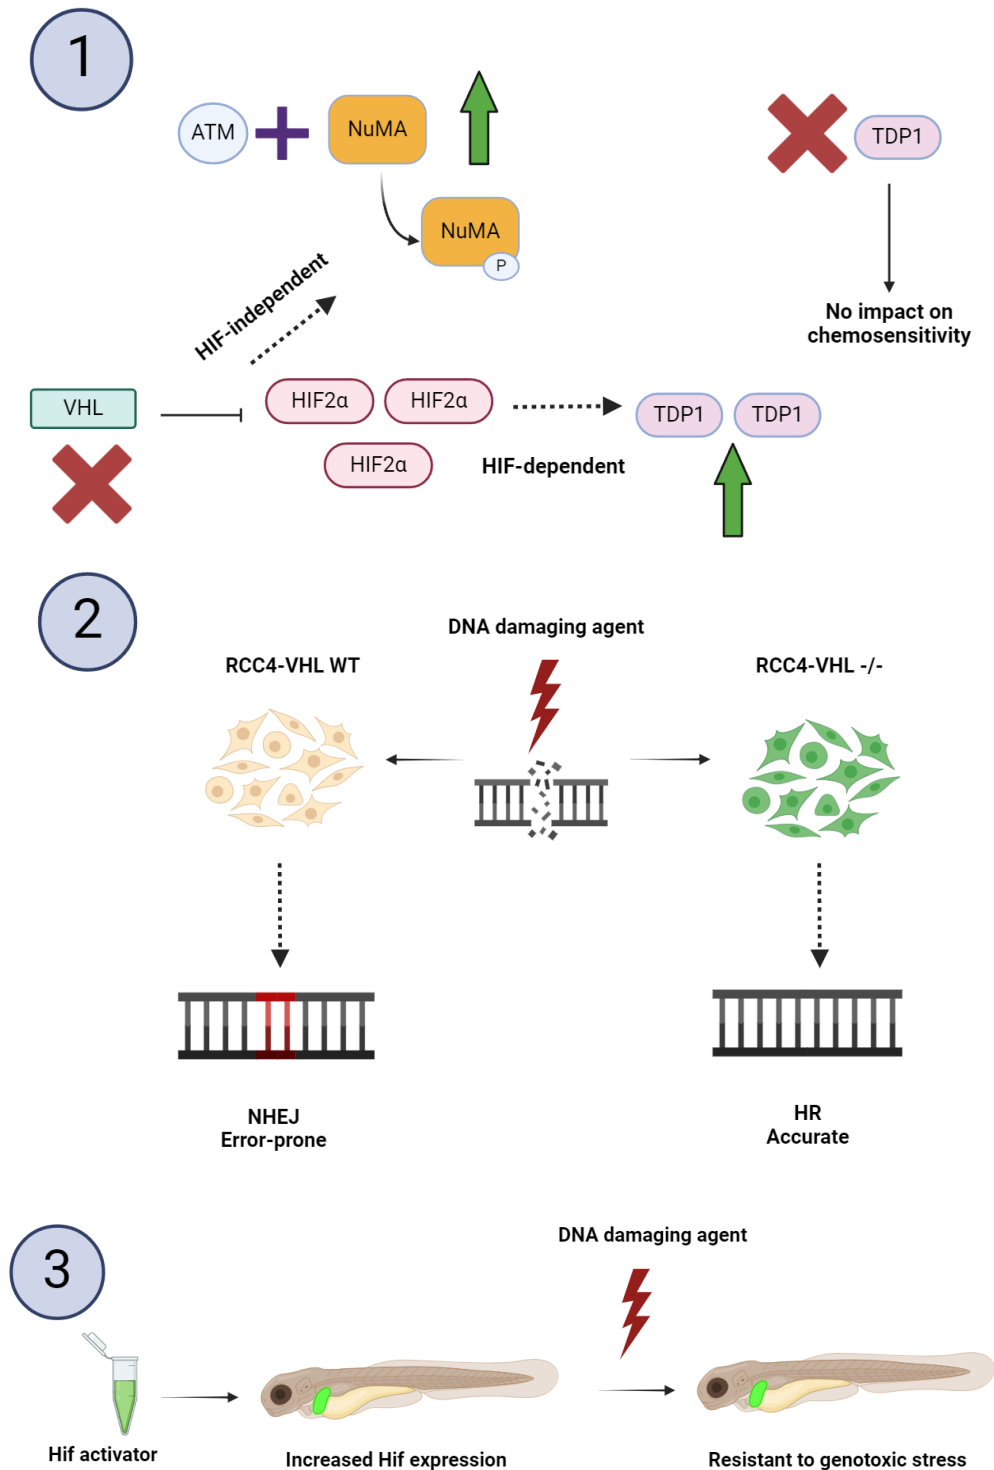 1
ATM
NuMA
TDP1
NuMA
P
HIF-independent
No impact on
chemosensitivity
VHL
HIF2α
HIF2α
TDP1
TDP1
HIF2α
HIF-dependent
2
DNA damaging agent
RCC4-VHL WT
RCC4-VHL -/-
NHEJ
Error-prone
HR
Accurate
3
DNA damaging agent
Hif activator
Increased Hif expression
Resistant to genotoxic stress